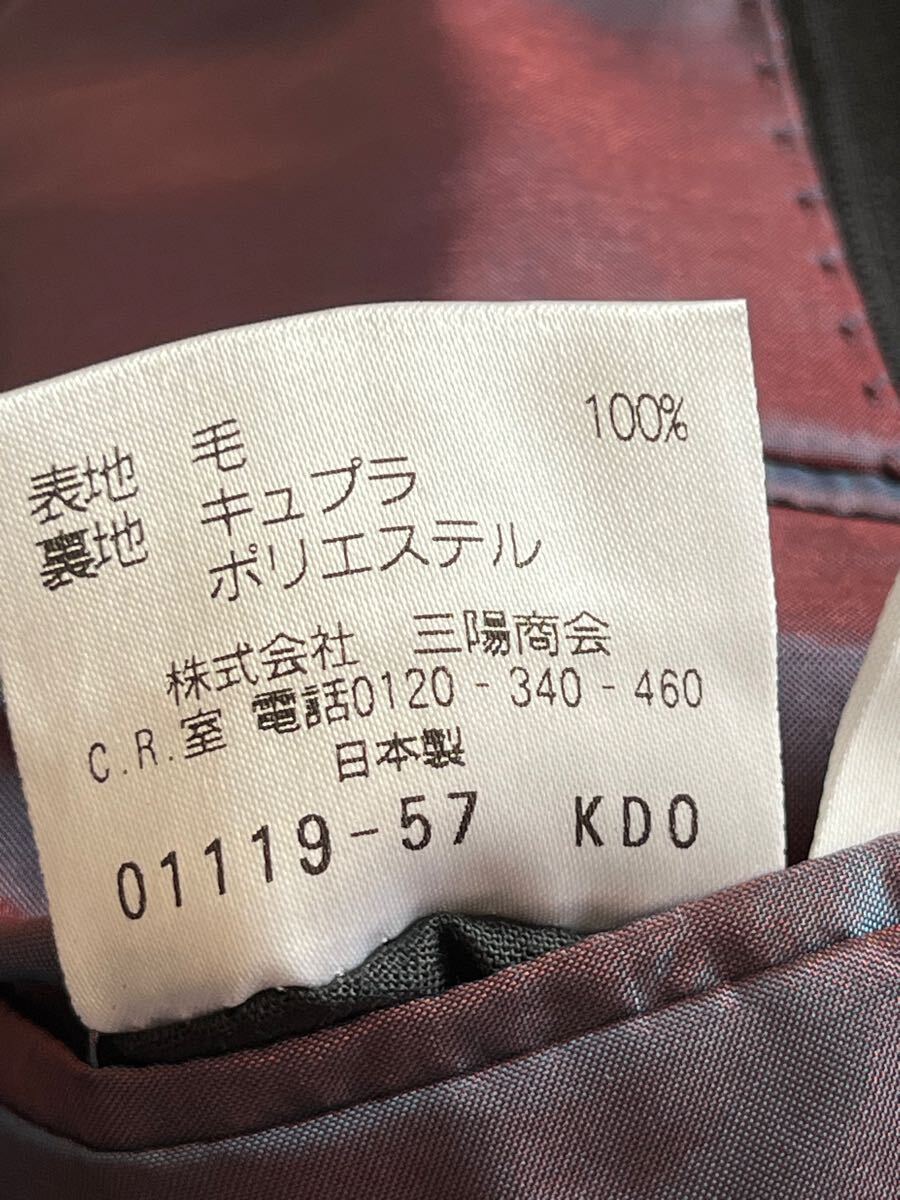 表地 毛 100%
裏地 キュプラ
ポリエステル
株式会社 三陽商会
C.R.室 電話0120-340-460
日本製
01119-57 KDO